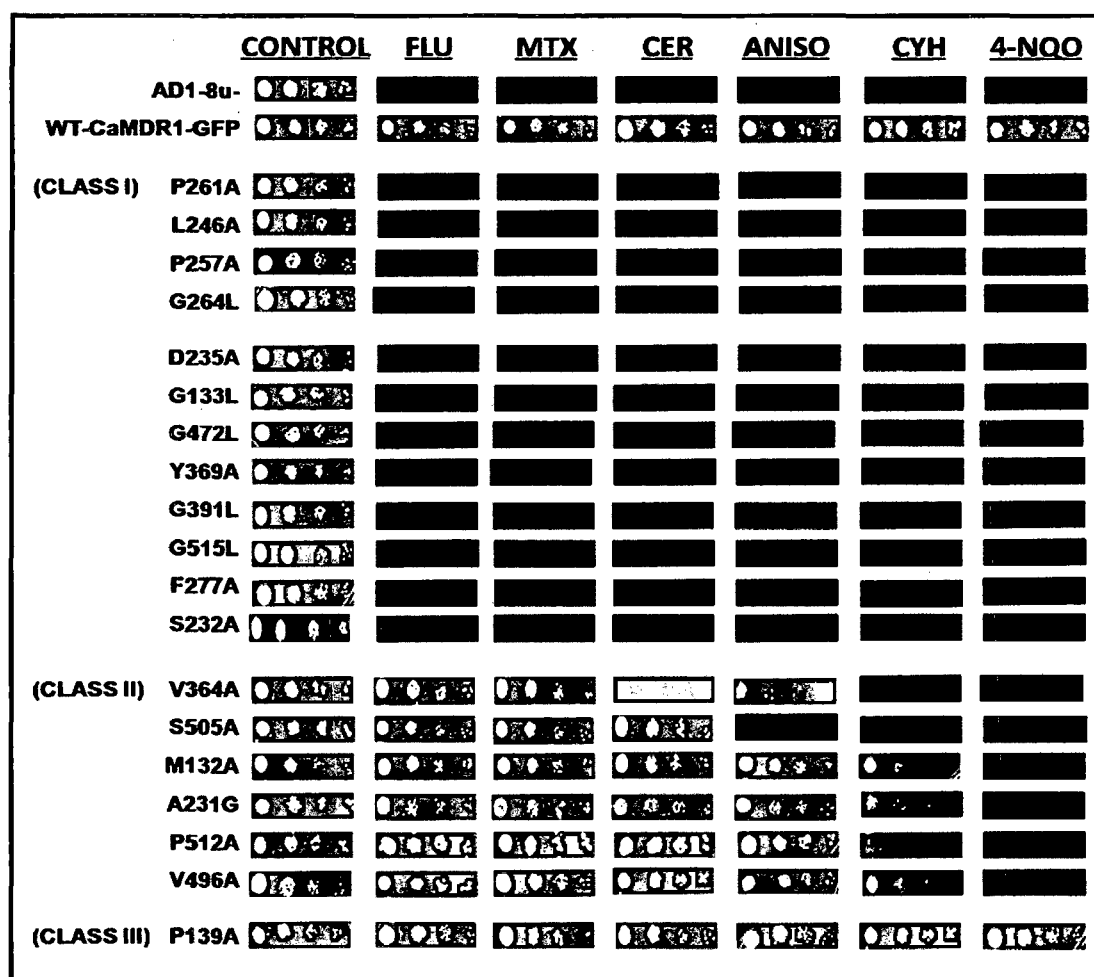 CONTROL FLU MTX CER ANISO CYH 4-NQO
AD1-8u-
WT-CaMDR1-GFP
(CLASS I) P261A
L246A
P257A
G264L
D235A
G133L
G472L
Y369A
G391L
G515L
F277A
S232A
(CLASS II) V364A
S505A
M132A
A231G
P512A
V496A
(CLASS III) P139A